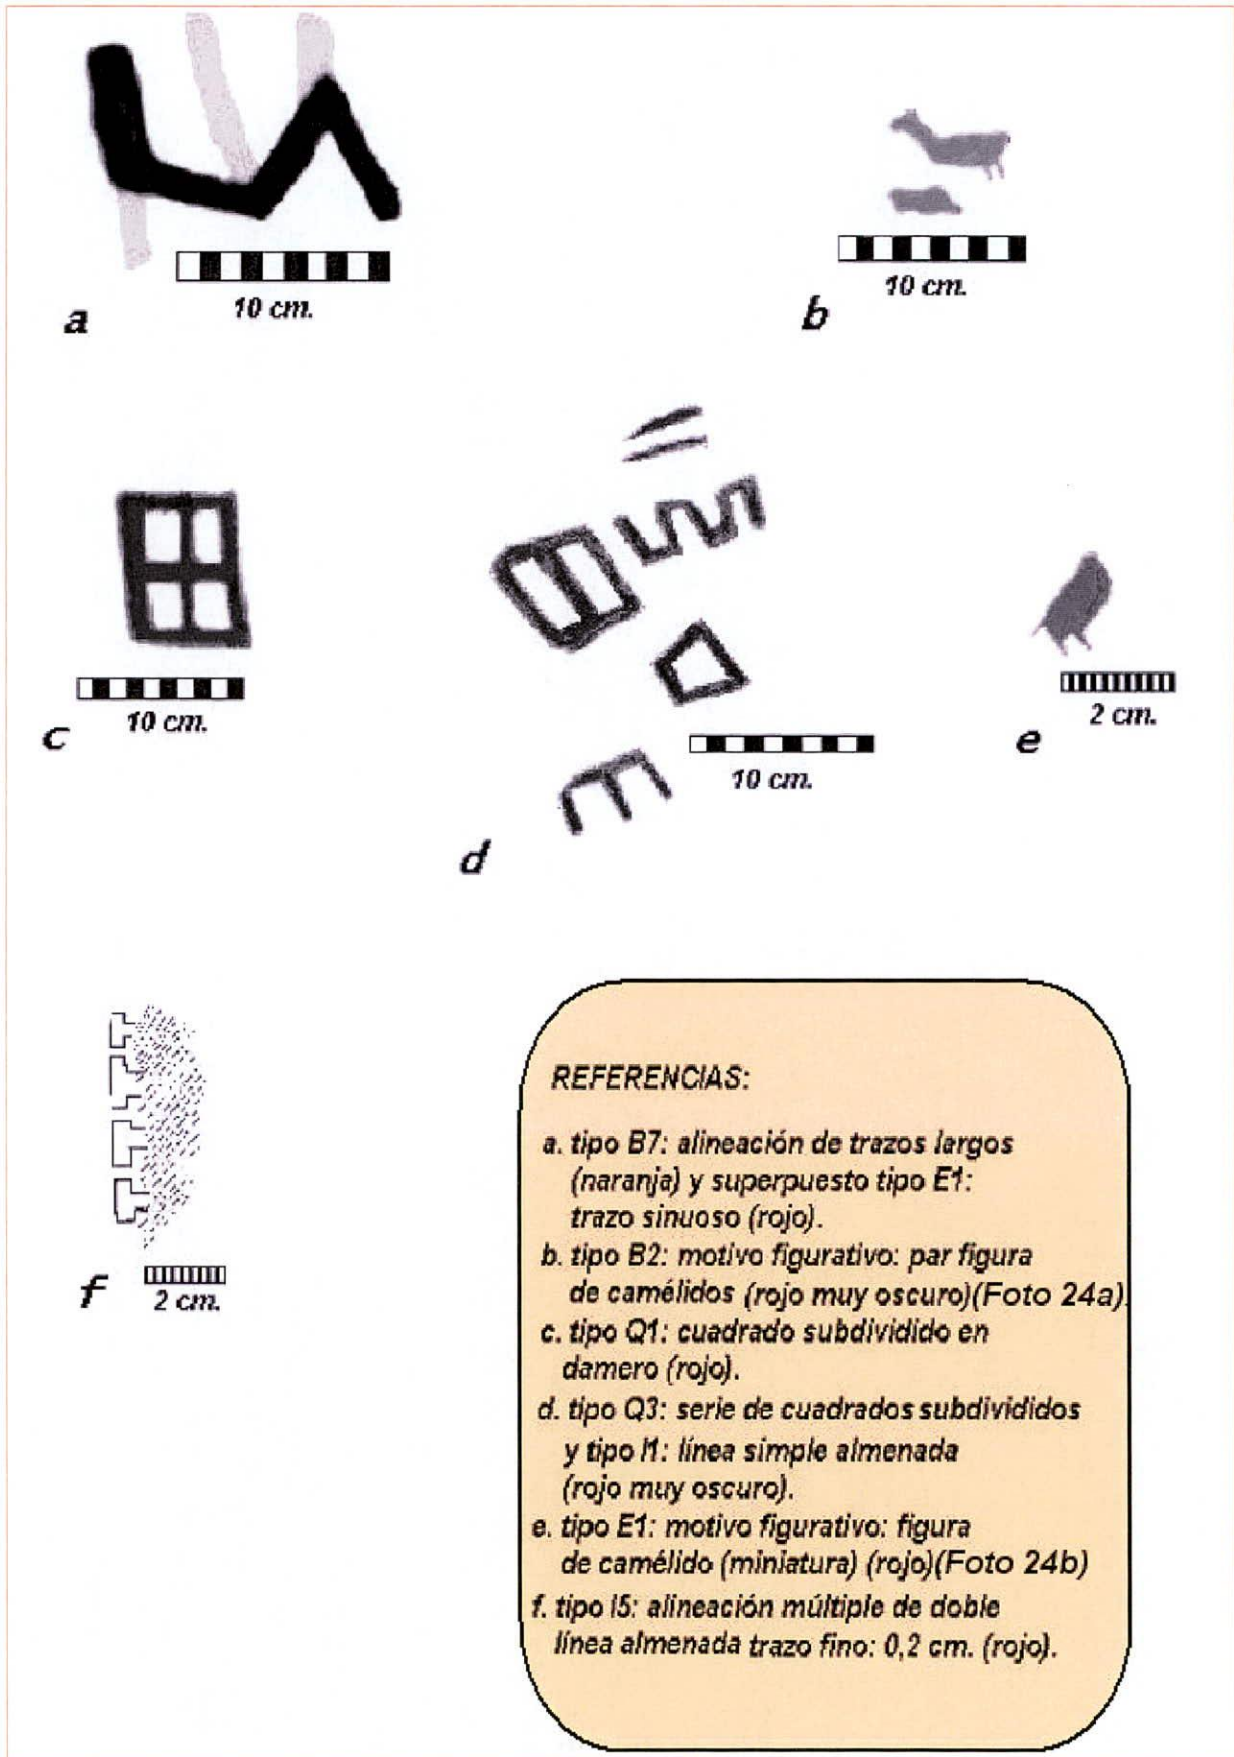 a
10 cm.
b
10 cm.
c
10 cm.
d
10 cm.
e
2 cm.
f
2 cm.
REFERENCIAS:
a. tipo B7: alineación de trazos largos
(naranja) y superpuesto tipo E1:
trazo sinuoso (rojo).
b. tipo B2: motivo figurativo: par figura
de camélidos (rojo muy oscuro)(Foto 24a).
c. tipo Q1: cuadrado subdividido en
damero (rojo).
d. tipo Q3: serie de cuadrados subdivididos
y tipo I1: línea simple almenada
(rojo muy oscuro).
e. tipo E1: motivo figurativo: figura
de camélido (miniatura) (rojo)(Foto 24b)
f. tipo I5: alineación múltiple de doble
línea almenada trazo fino: 0,2 cm. (rojo).